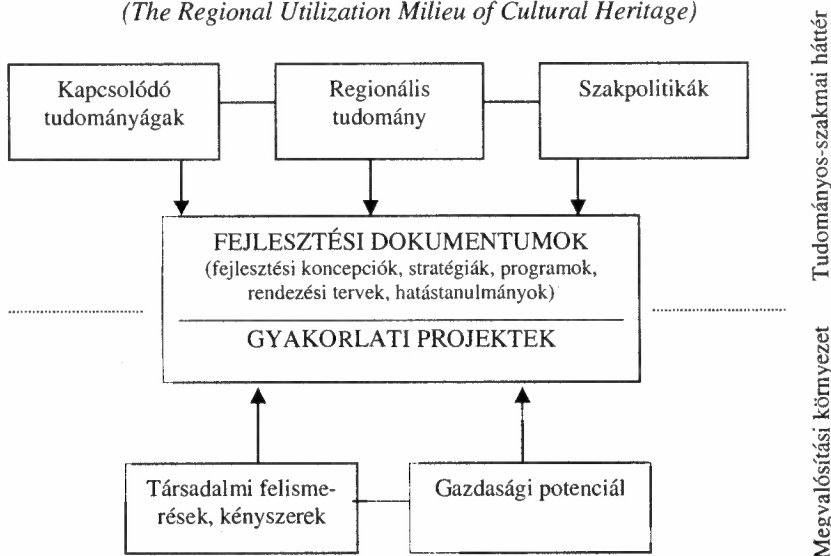 (The Regional Utilization Milieu of Cultural Heritage)
Kapcsolódó
tudományágak
Regionális
tudomány
Szakpolitikák
FEJLESZTÉSI DOKUMENTUMOK
(fejlesztési koncepciók, stratégiák, programok,
rendezési tervek, hatástanulmányok)
GYAKORLATI PROJEKTEK
Társadalmi felisme-
rések, kényszerek
Gazdasági potenciál
Tudományos-szakmai háttér
Megvalósítási környezet